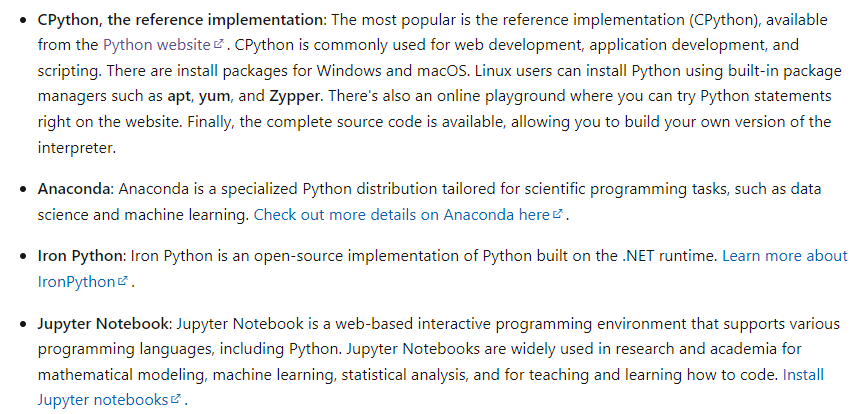 • CPython, the reference implementation: The most popular is the reference implementation (CPython), available
from the Python website. CPython is commonly used for web development, application development, and
scripting. There are install packages for Windows and macOS. Linux users can install Python using built-in package
managers such as apt, yum, and Zypper. There's also an online playground where you can try Python statements
right on the website. Finally, the complete source code is available, allowing you to build your own version of the
interpreter.
• Anaconda: Anaconda is a specialized Python distribution tailored for scientific programming tasks, such as data
science and machine learning. Check out more details on Anaconda here.
• Iron Python: Iron Python is an open-source implementation of Python built on the .NET runtime. Learn more about
IronPython.
• Jupyter Notebook: Jupyter Notebook is a web-based interactive programming environment that supports various
programming languages, including Python. Jupyter Notebooks are widely used in research and academia for
mathematical modeling, machine learning, statistical analysis, and for teaching and learning how to code. Install
Jupyter notebooks.